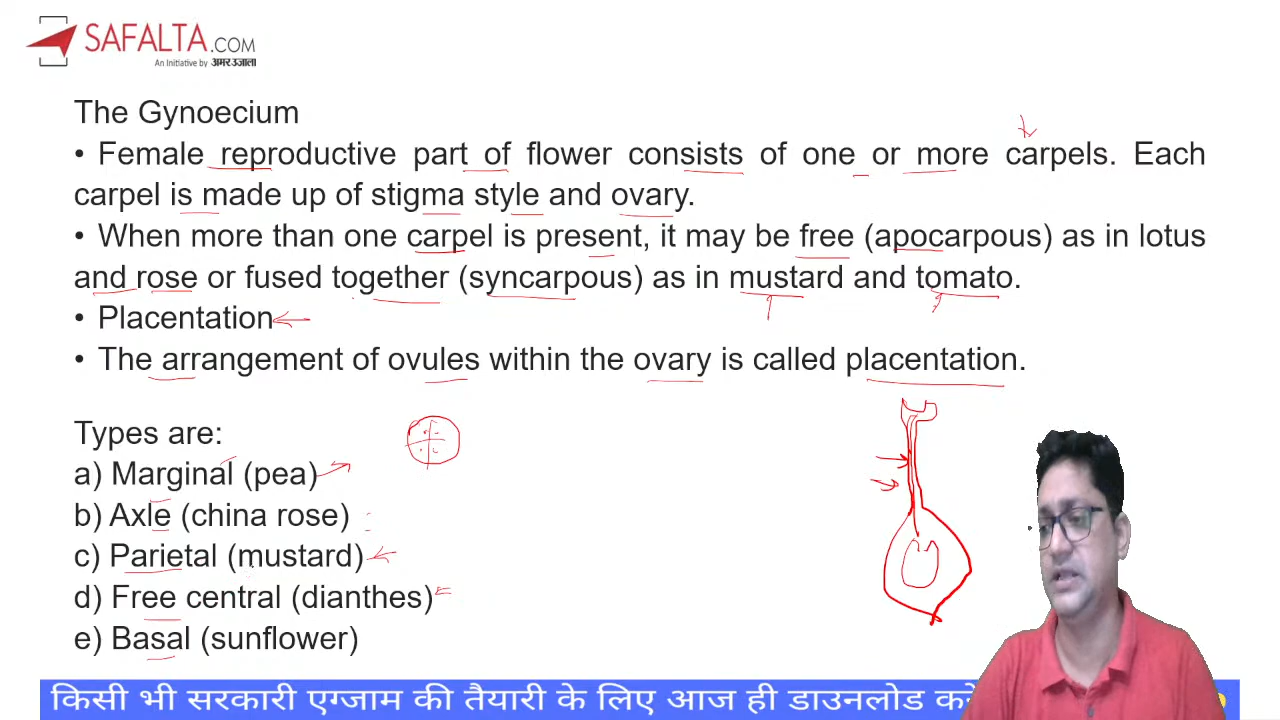 SAFALTA.COM
An Initiative by अमर उजाला
The Gynoecium
• Female reproductive part of flower consists of one or more carpels. Each
carpel is made up of stigma style and ovary.
• When more than one carpel is present, it may be free (apocarpous) as in lotus
and rose or fused together (syncarpous) as in mustard and tomato.
• Placentation
• The arrangement of ovules within the ovary is called placentation.
Types are:
a) Marginal (pea)
b) Axle (china rose)
c) Parietal (mustard)
d) Free central (dianthes)
e) Basal (sunflower)
किसी भी सरकारी एग्जाम की तैयारी के लिए आज ही डाउनलोड करें